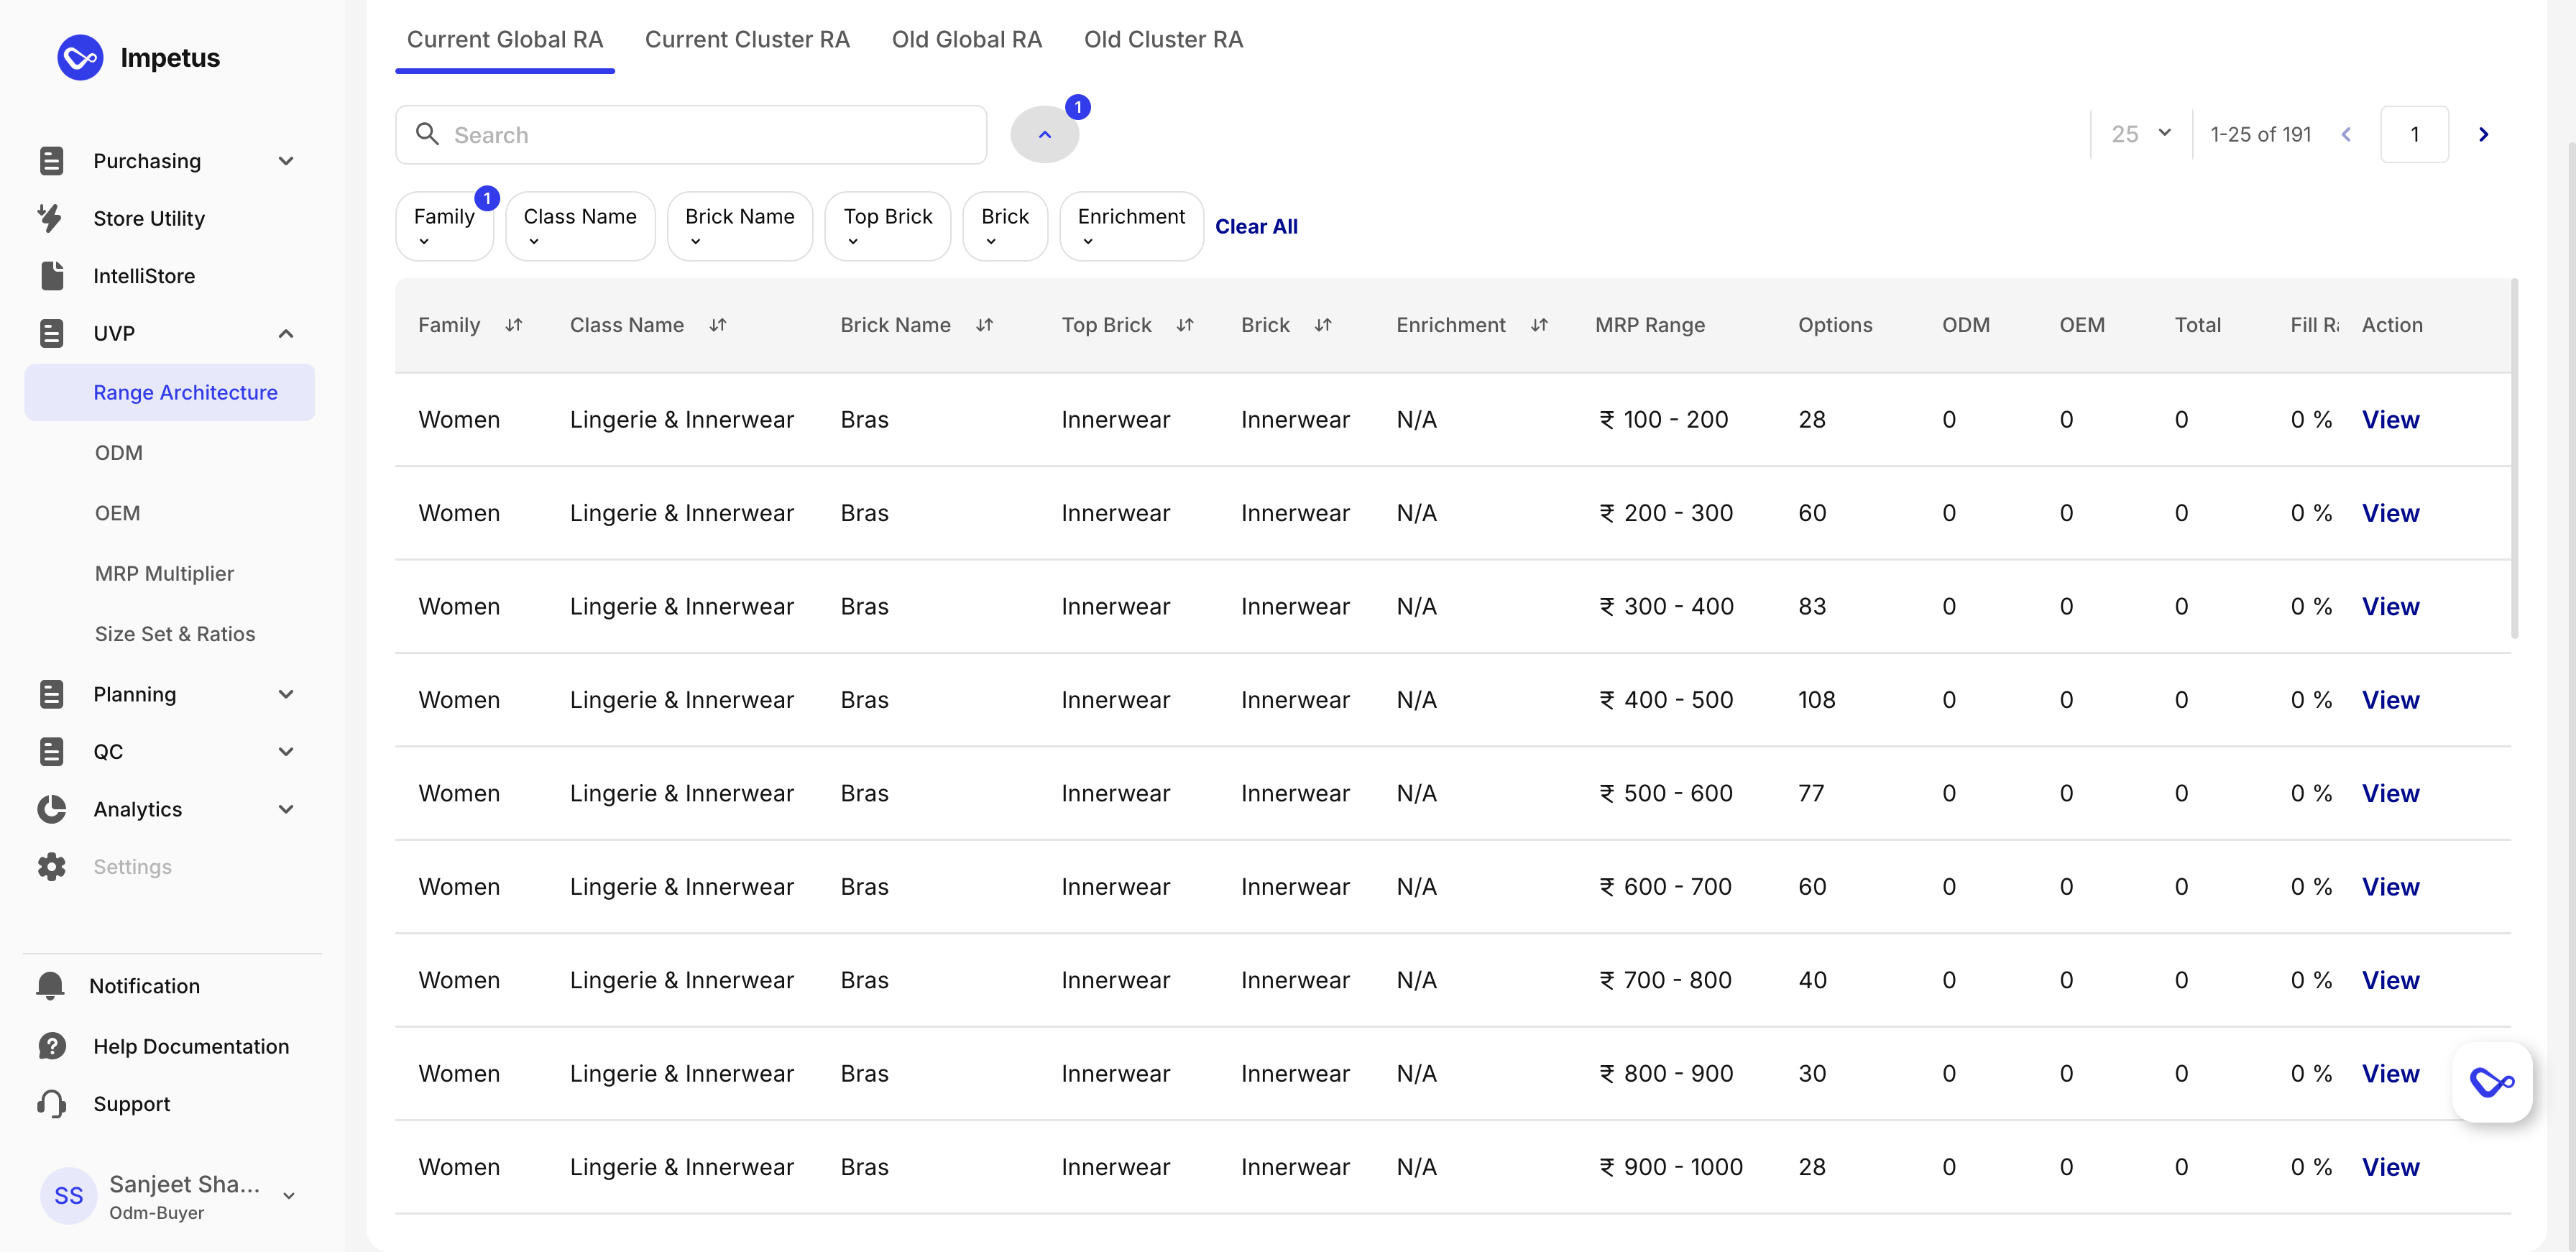 Impetus
Purchasing
Store Utility
IntelliStore
UVP
Range Architecture
ODM
OEM
MRP Multiplier
Size Set & Ratios
Planning
QC
Analytics
Settings
Notification
Help Documentation
Support
SS Sanjeet Sha...
Odm-Buyer
Current Global RA Current Cluster RA Old Global RA Old Cluster RA
Search 1 25 1-25 of 191 1
Family 1 Class Name Brick Name Top Brick Brick Enrichment Clear All
Family Class Name Brick Name Top Brick Brick Enrichment MRP Range Options ODM OEM Total Fill Ra Action
Women Lingerie & Innerwear Bras Innerwear Innerwear N/A ₹ 100 - 200 28 0 0 0 0 % View
Women Lingerie & Innerwear Bras Innerwear Innerwear N/A ₹ 200 - 300 60 0 0 0 0 % View
Women Lingerie & Innerwear Bras Innerwear Innerwear N/A ₹ 300 - 400 83 0 0 0 0 % View
Women Lingerie & Innerwear Bras Innerwear Innerwear N/A ₹ 400 - 500 108 0 0 0 0 % View
Women Lingerie & Innerwear Bras Innerwear Innerwear N/A ₹ 500 - 600 77 0 0 0 0 % View
Women Lingerie & Innerwear Bras Innerwear Innerwear N/A ₹ 600 - 700 60 0 0 0 0 % View
Women Lingerie & Innerwear Bras Innerwear Innerwear N/A ₹ 700 - 800 40 0 0 0 0 % View
Women Lingerie & Innerwear Bras Innerwear Innerwear N/A ₹ 800 - 900 30 0 0 0 0 % View
Women Lingerie & Innerwear Bras Innerwear Innerwear N/A ₹ 900 - 1000 28 0 0 0 0 % View